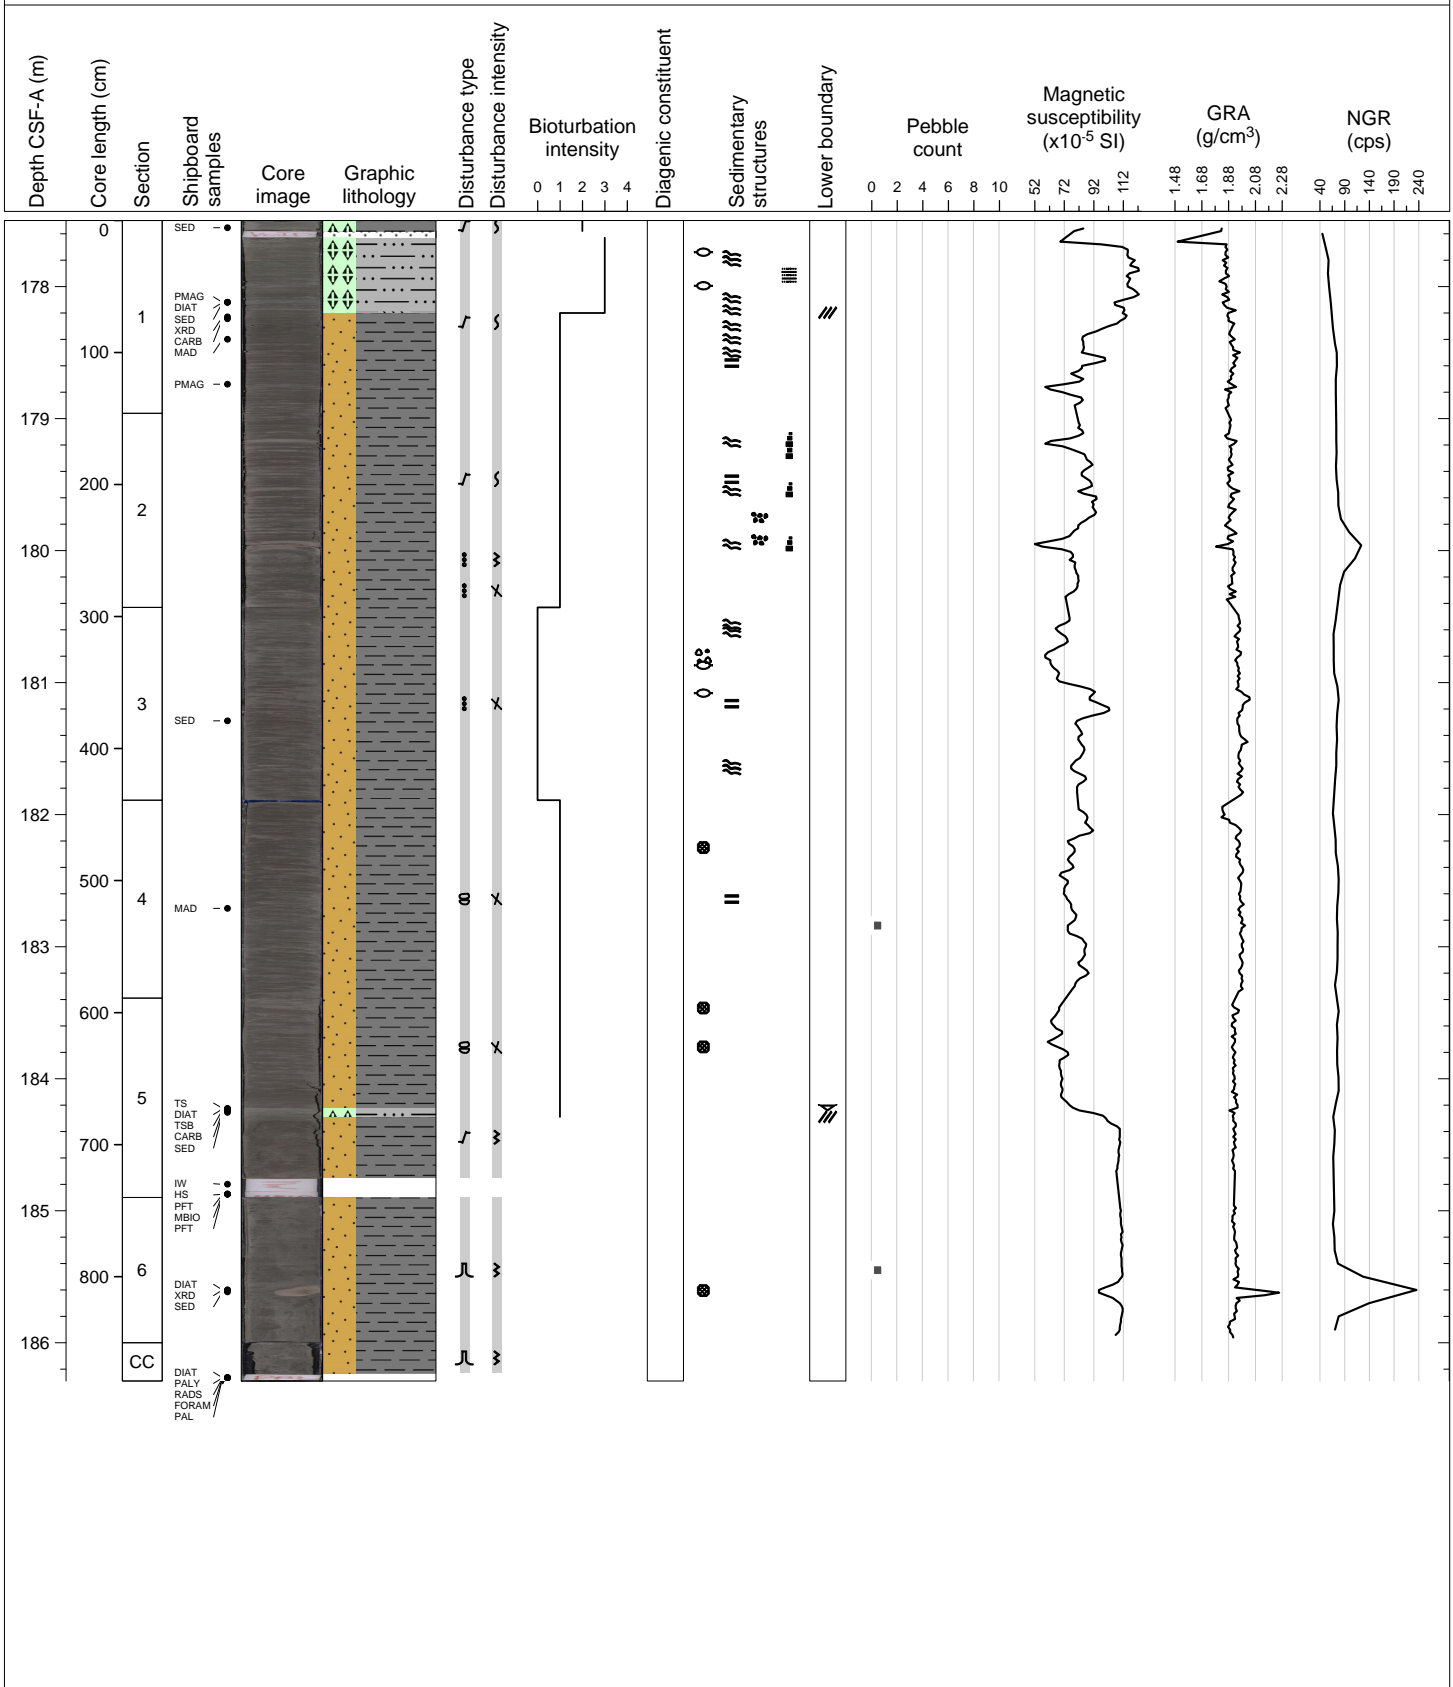 Depth CSF-A (m)
Core length (cm)
Section
Shipboard
samples
Core
image
Graphic
lithology
Disturbance type
Disturbance intensity
Bioturbation
intensity
0 1 2 3 4
Diagenic constituent
Sedimentary
structures
Lower boundary
Pebble
count
0 2 4 6 8 10
Magnetic
susceptibility
(x10-5 SI)
52 72 92 112
GRA
(g/cm3)
1.48 1.68 1.88 2.08 2.28
NGR
(cps)
40 90 140 190 240
0
SED
178
PMAG
DIAT
SED
XRD
CARB
MAD
1
100
PMAG
179
200
2
180
300
181
3
SED
400
182
500
4
MAD
183
600
184
5
TS
DIAT
TSB
CARB
SED
700
IW
HS
PFT
MBIO
PFT
185
6
800
DIAT
XRD
SED
186
CC
DIAT
PALY
RADS
FORAM
PAL